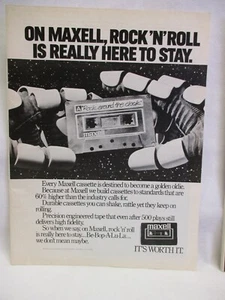 ON MAXELL, ROCK 'N' ROLL
IS REALLY HERE TO STAY.
A Rock around the clock
maxell
Every Maxell cassette is destined to become a golden oldie.
Because at Maxell we build cassettes to standards that are
60% higher than the industry calls for.
Durable cassettes you can shake, rattle yet they keep on
rolling.
Precision engineered tape that even after 500 plays still
delivers high fidelity.
So when we say on Maxell, rock 'n' roll
is really here to stay...Be-Bop-A Lu-La...
we don't mean maybe.
maxell
IT'S WORTH IT.